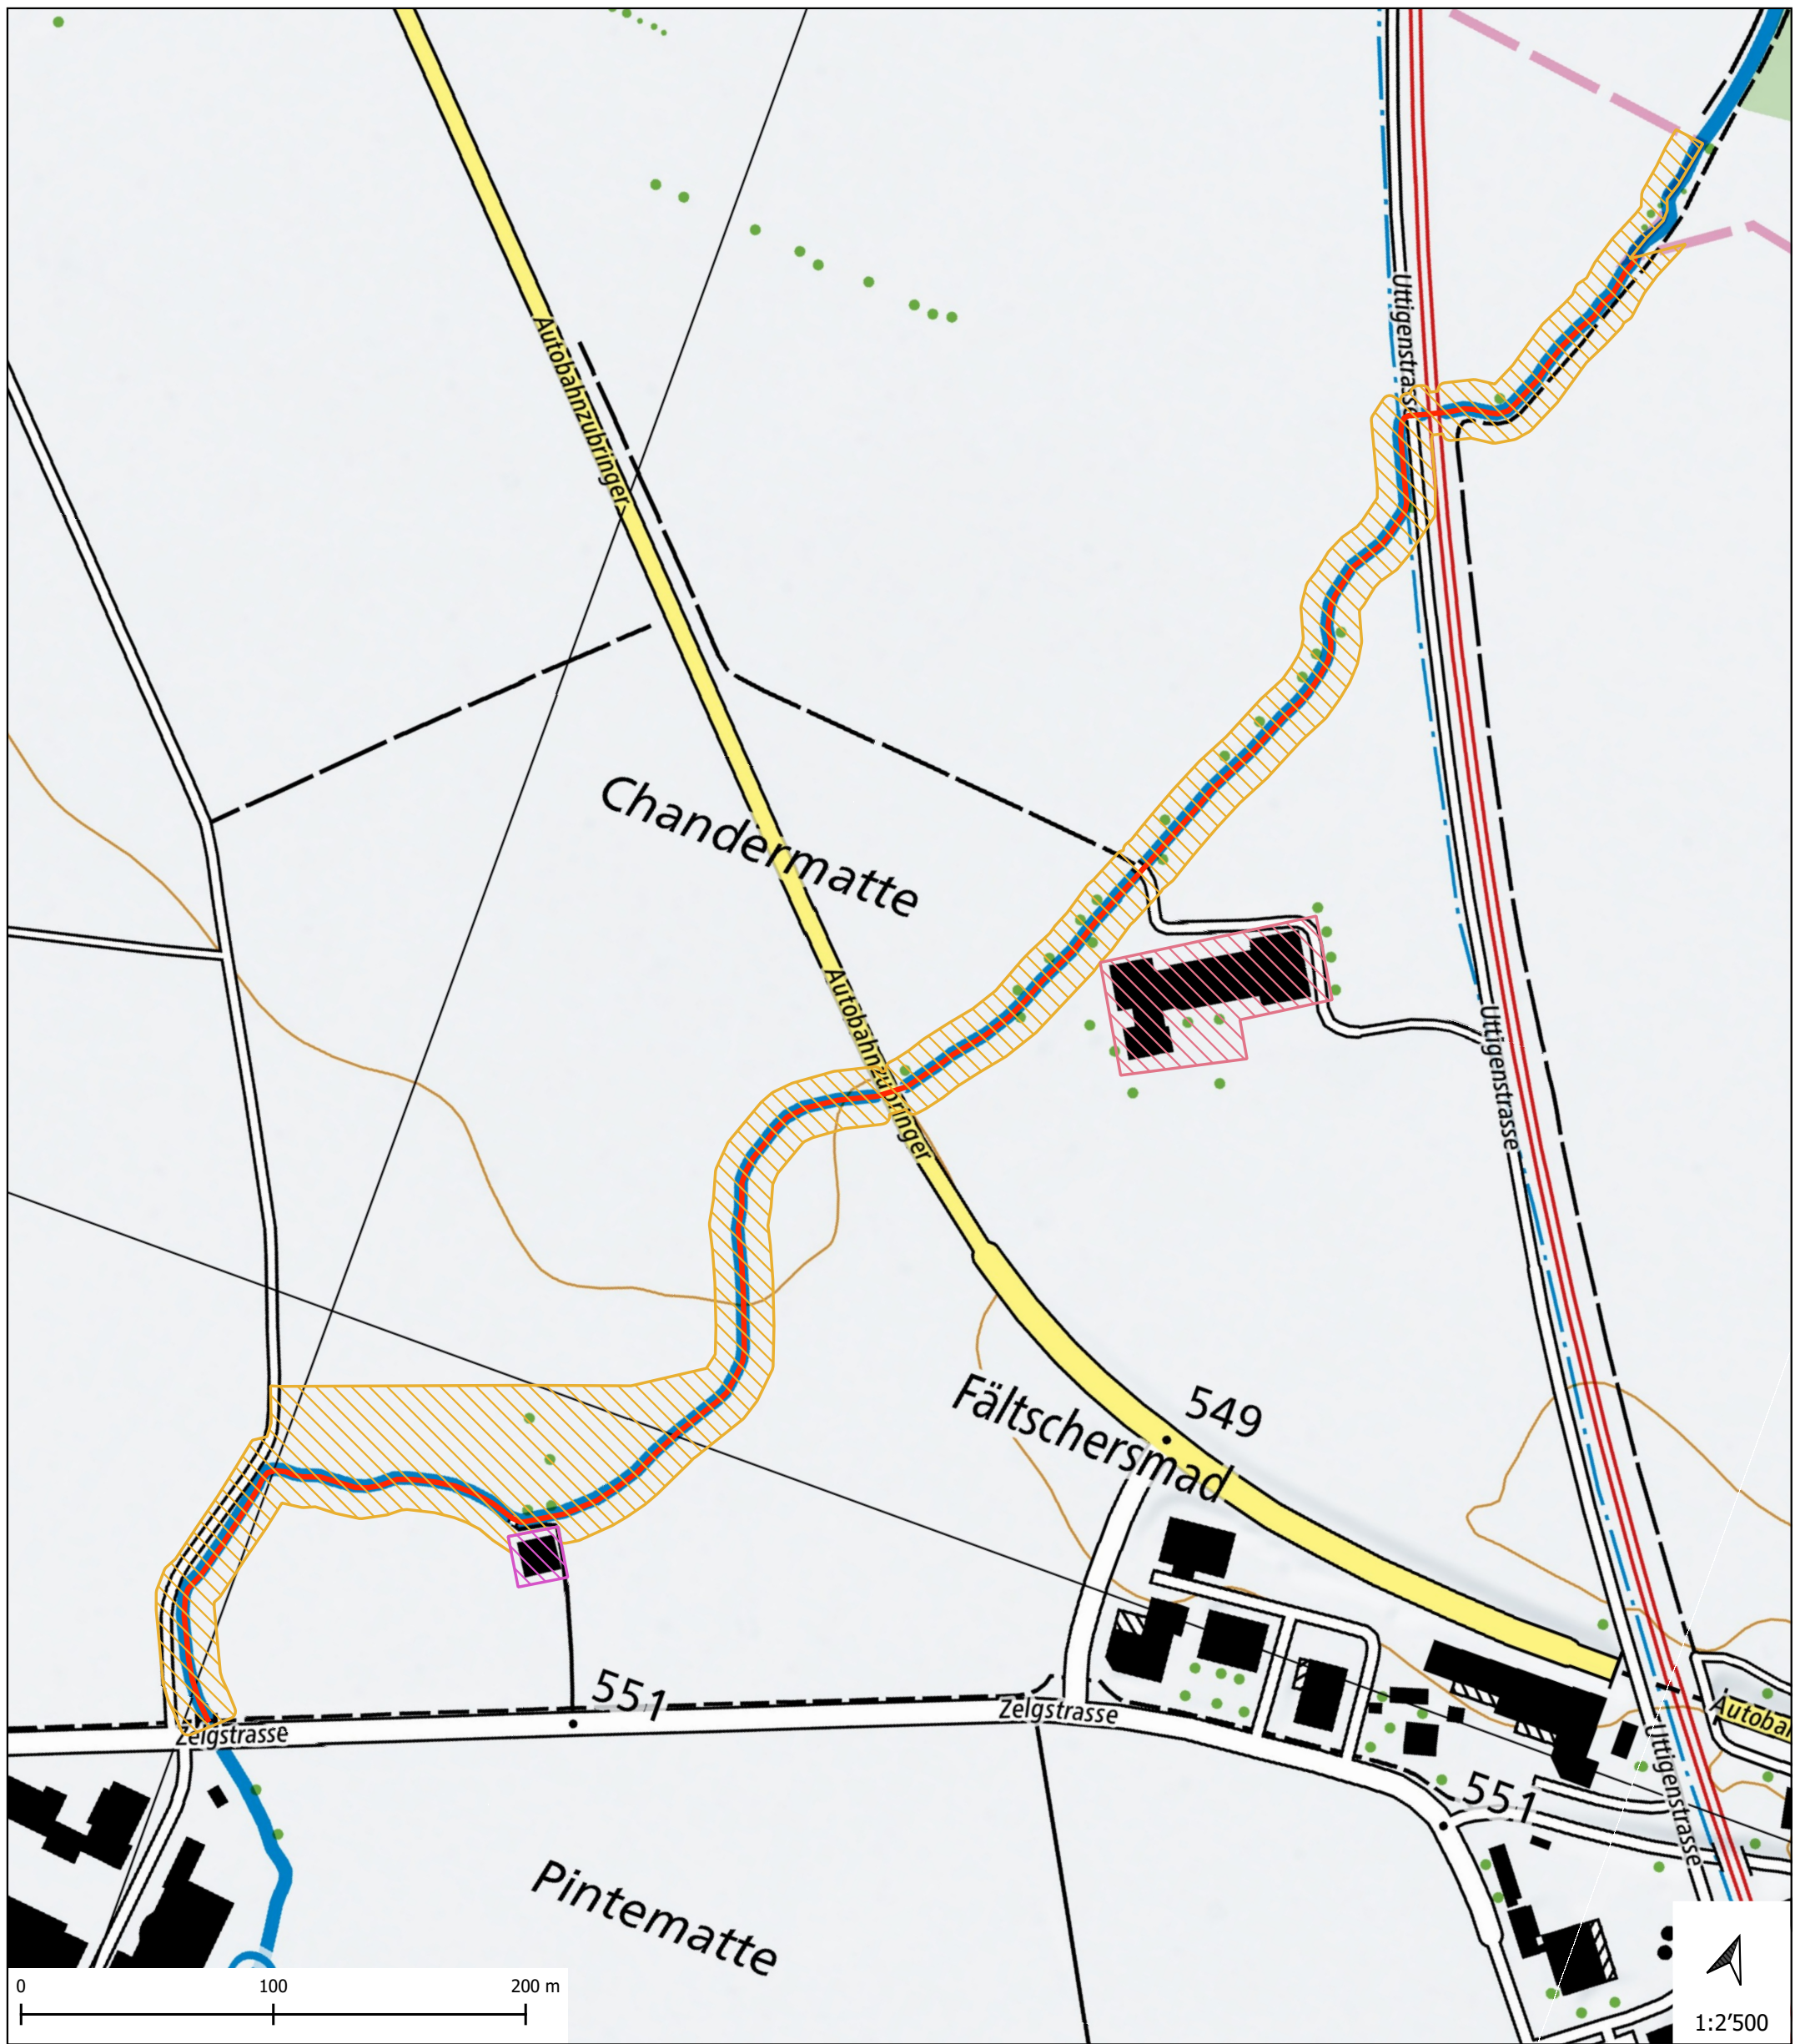 Uttigenstrasse
Autobahnzubringer
Chandermatte
Autobahnzubringer
Uttigenstrasse
549
Fältschersmad
551
Zelgstrasse
Zelgstrasse
Autobah
Uttigenstrasse
551
Pintematte
0 100 200 m
1:2'500